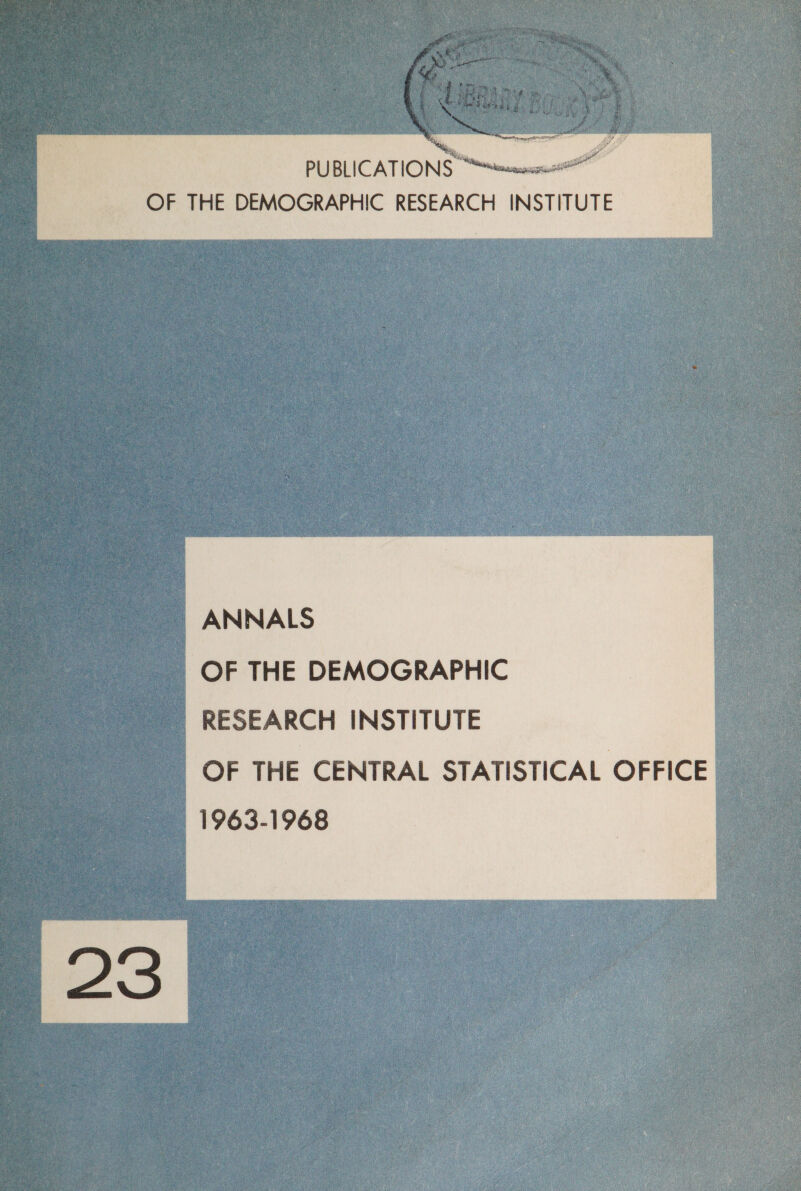 LIBRARY BOOK
PUBLICATIONS
OF THE DEMOGRAPHIC RESEARCH INSTITUTE
ANNALS
OF THE DEMOGRAPHIC
RESEARCH INSTITUTE
OF THE CENTRAL STATISTICAL OFFICE
1963-1968
23